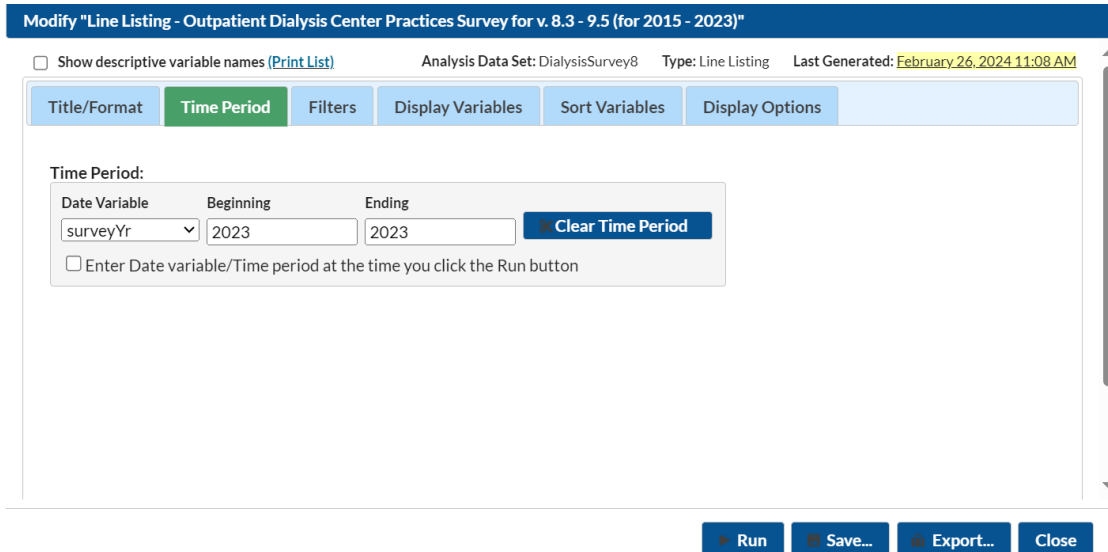 Modify "Line Listing - Outpatient Dialysis Center Practices Survey for v. 8.3 - 9.5 (for 2015 - 2023)"
Show descriptive variable names (Print List) Analysis Data Set: DialysisSurvey8 Type: Line Listing Last Generated: February 26, 2024 11:08 AM
Title/Format Time Period Filters Display Variables Sort Variables Display Options
Time Period:
Date Variable Beginning Ending
surveyYr 2023 2023 Clear Time Period
Enter Date variable/Time period at the time you click the Run button
Run Save... Export... Close